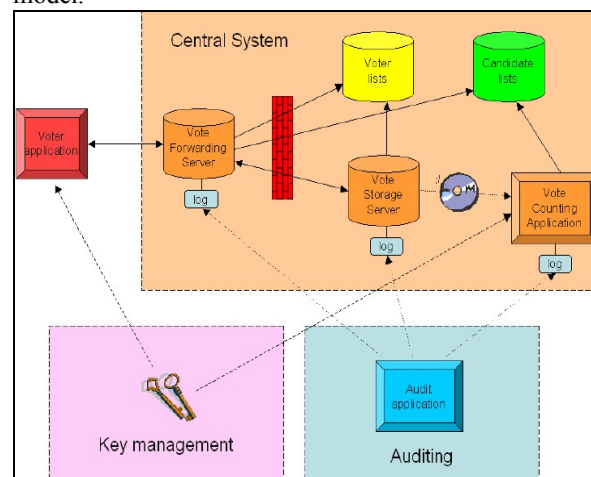 model.
Central System
Voter
lists
Candidate
lists
Voter
application
Vote
Forwarding
Server
Vote
Storage
Server
Vote
Counting
Application
log
log
log
Key management
Audit
application
Auditing